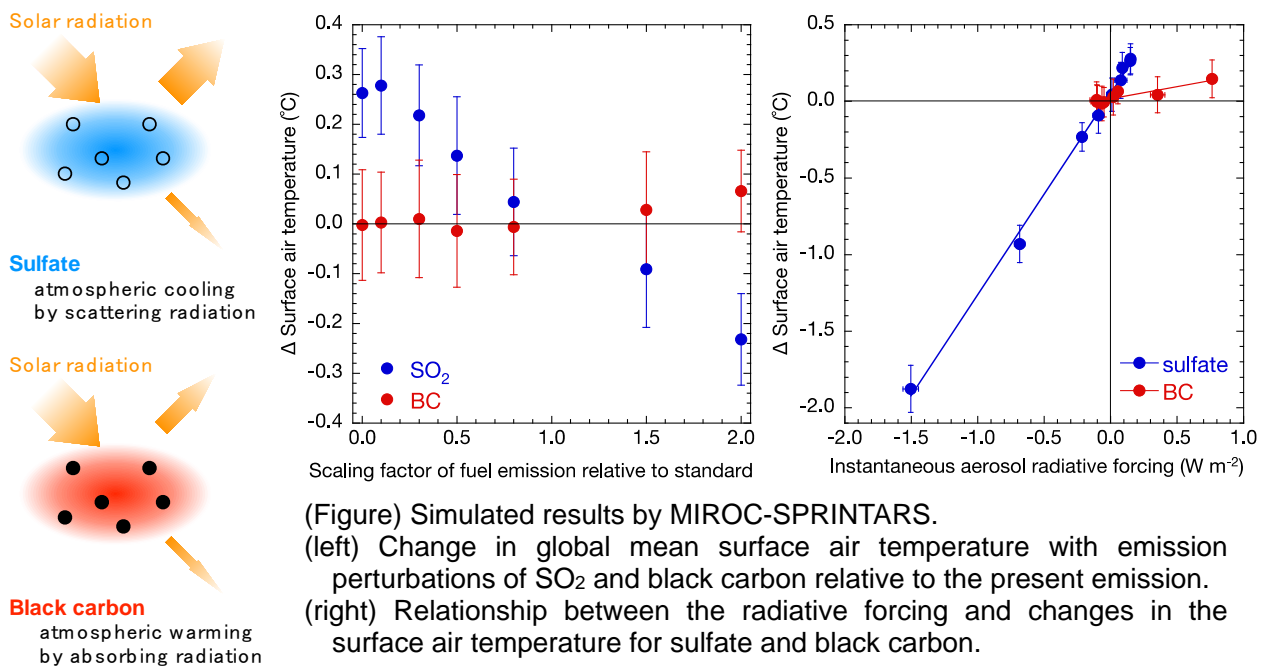 Solar radiation
Sulfate
atmospheric cooling
by scattering radiation
Solar radiation
Black carbon
atmospheric warming
by absorbing radiation
Δ Surface air temperature (°C)
0.4
0.3
0.2
0.1
0.0
-0.1
-0.2
-0.3
-0.4
SO₂
BC
0.0 0.5 1.0 1.5 2.0
Scaling factor of fuel emission relative to standard
Δ Surface air temperature (°C)
0.5
0.0
-0.5
-1.0
-1.5
-2.0
sulfate
BC
-2.0 -1.5 -1.0 -0.5 0.0 0.5 1.0
Instantaneous aerosol radiative forcing (W m⁻²)
(Figure) Simulated results by MIROC-SPRINTARS.
(left) Change in global mean surface air temperature with emission
perturbations of SO₂ and black carbon relative to the present emission.
(right) Relationship between the radiative forcing and changes in the
surface air temperature for sulfate and black carbon.